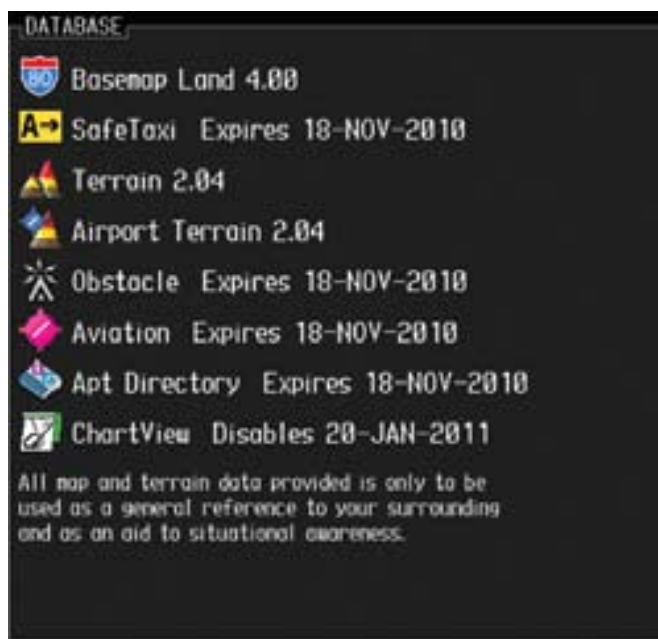 DATABASE
80 Basemap Land 4.00
A→ SafeTaxi Expires 18-NOV-2010
Terrain 2.04
Airport Terrain 2.04
Obstacle Expires 18-NOV-2010
Aviation Expires 18-NOV-2010
Apt Directory Expires 18-NOV-2010
ChartView Disables 20-JAN-2011
All map and terrain data provided is only to be
used as a general reference to your surrounding
and as an aid to situational awareness.